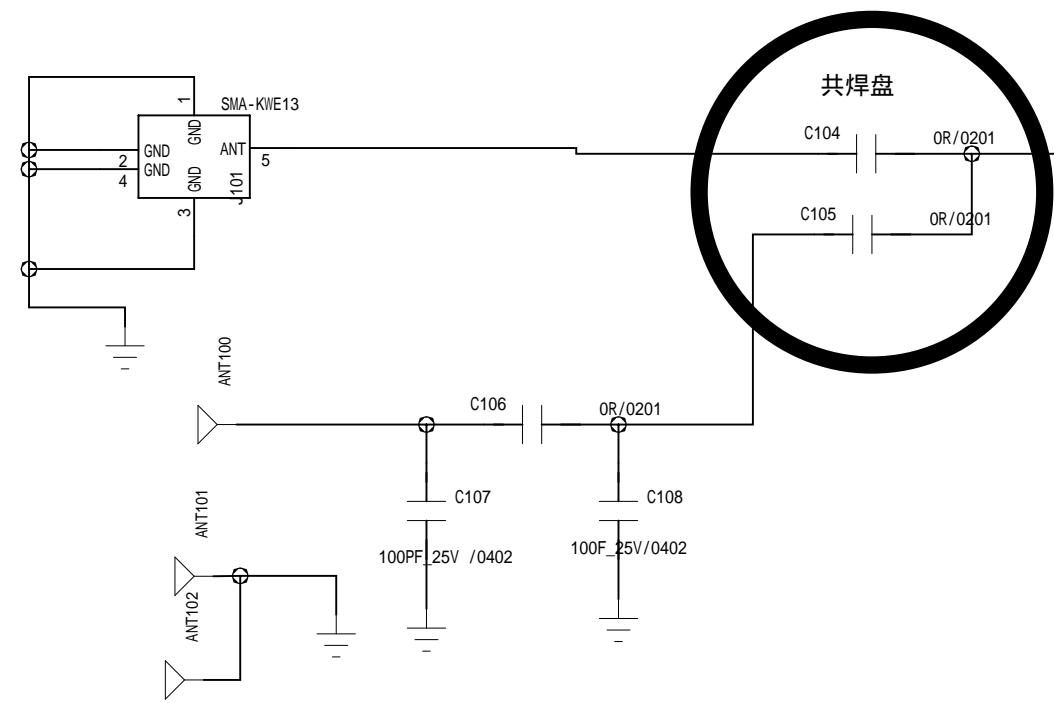 共焊盘
SMA-KWE13
1
GND
C104
0R/0201
GND
ANT
2
5
GND
4
GND
J101
3
C105
0R/0201
ANT100
C106
0R/0201
C107
C108
ANT101
100PF_25V /0402
100F_25V/0402
ANT102